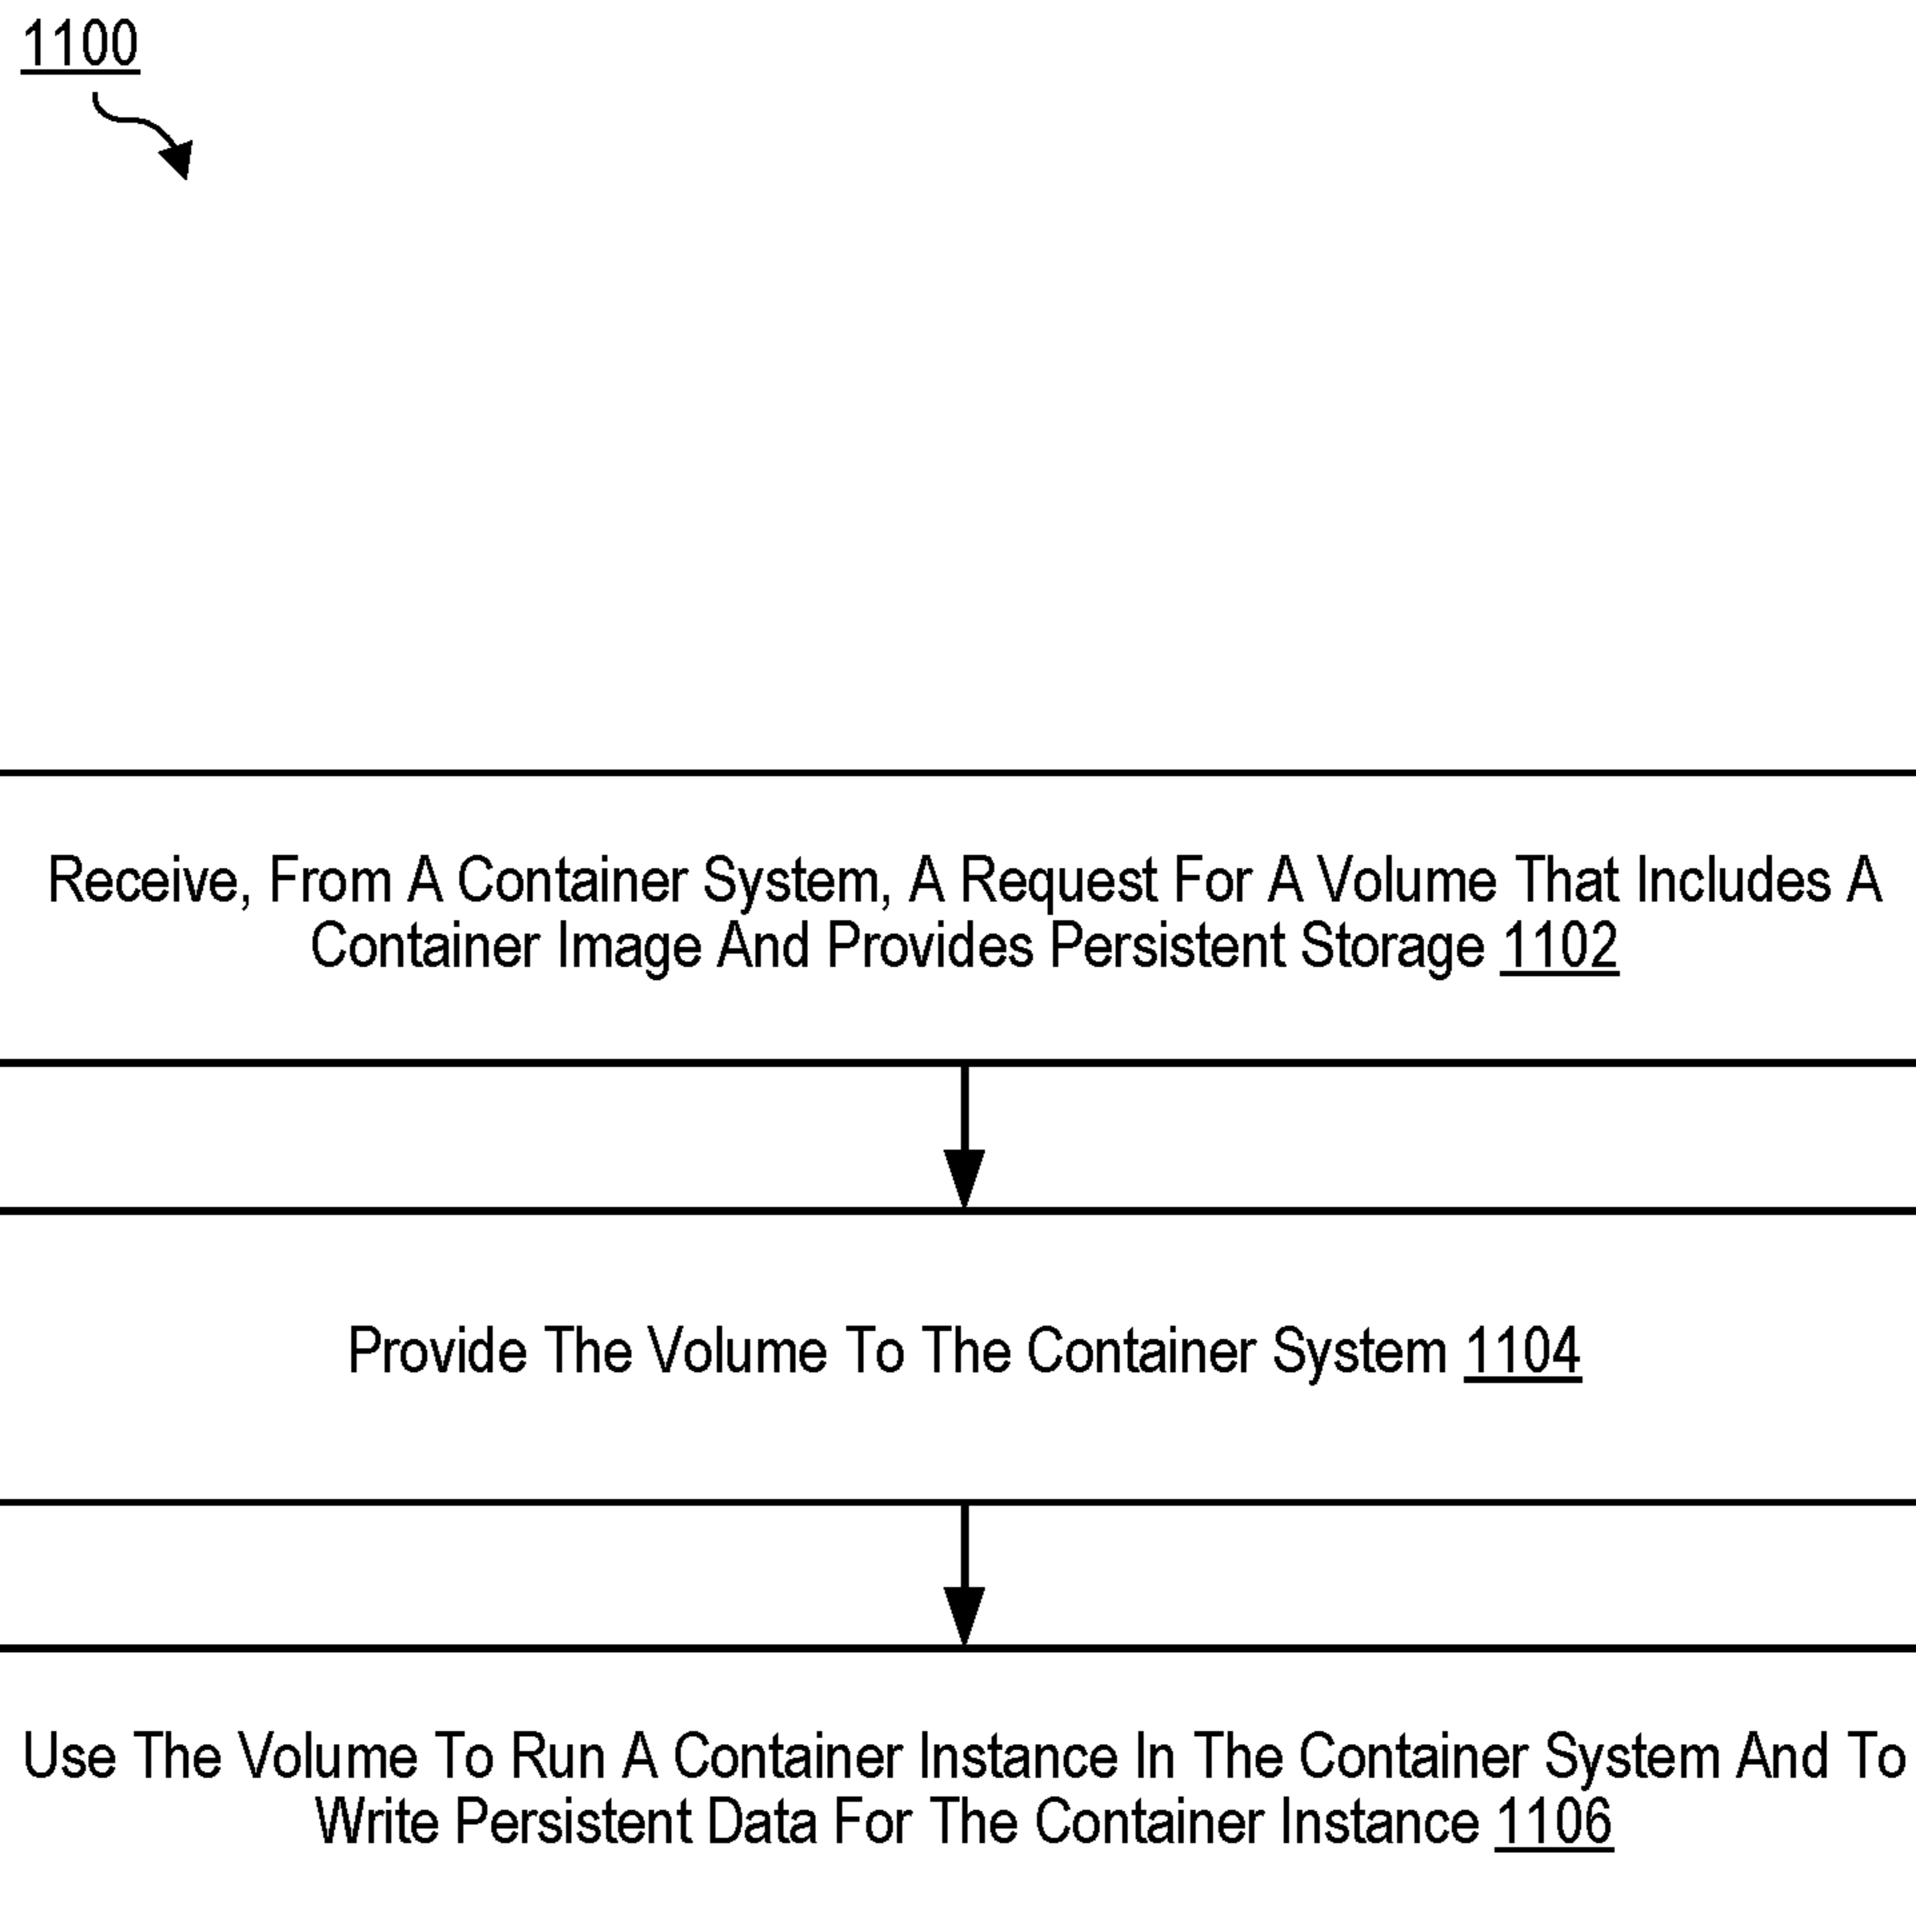 1100
Receive, From A Container System, A Request For A Volume That Includes A
Container Image And Provides Persistent Storage 1102
Provide The Volume To The Container System 1104
Use The Volume To Run A Container Instance In The Container System And To
Write Persistent Data For The Container Instance 1106